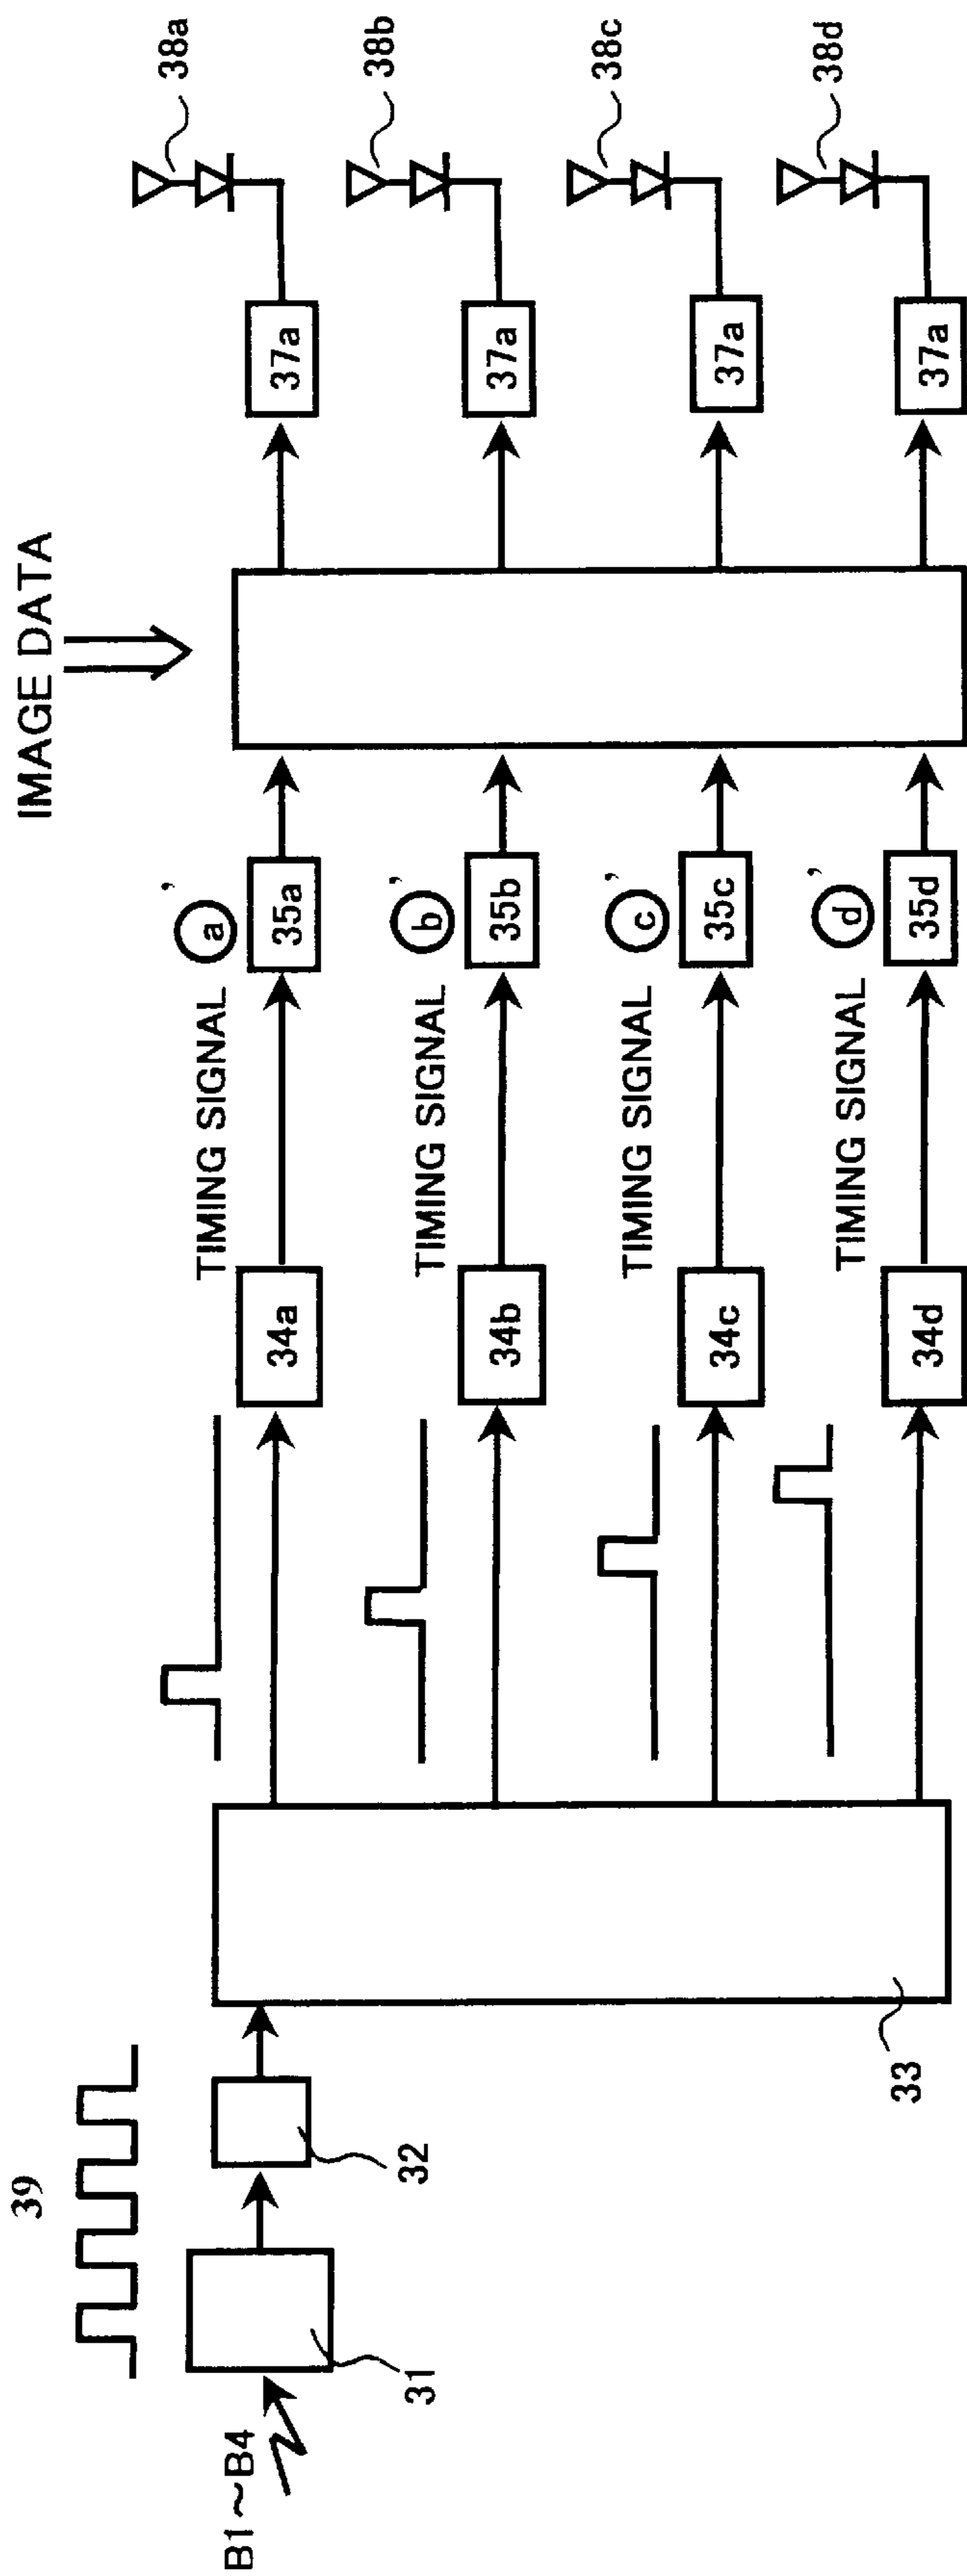 39
B1~B4
31
32
33
34a
34b
34c
34d
TIMING SIGNAL
TIMING SIGNAL
TIMING SIGNAL
TIMING SIGNAL
a'
b'
c'
d'
35a
35b
35c
35d
IMAGE DATA
37a
37a
37a
37a
38a
38b
38c
38d